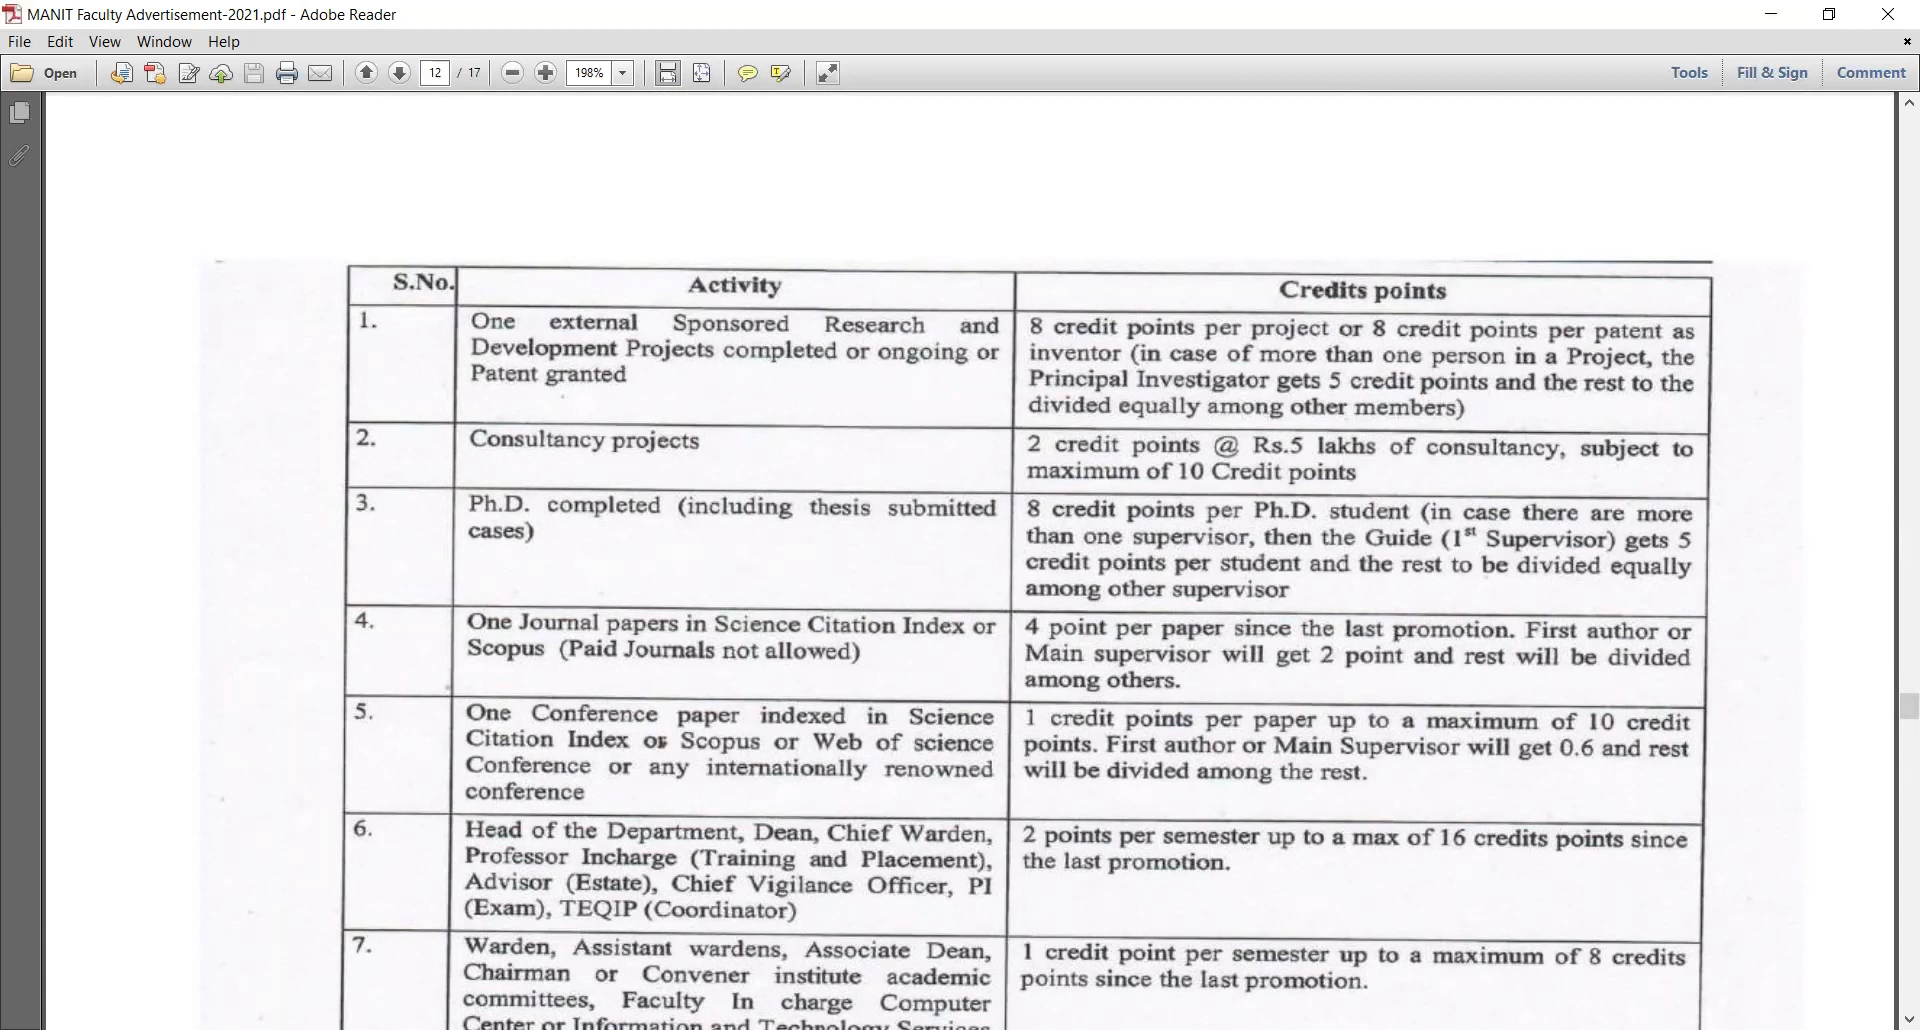 MANIT Faculty Advertisement-2021.pdf - Adobe Reader
File Edit View Window Help
Open 12 / 17 198% Tools Fill & Sign Comment
S.No. Activity Credits points
1. One external Sponsored Research and
Development Projects completed or ongoing or
Patent granted
8 credit points per project or 8 credit points per patent as
inventor (in case of more than one person in a Project, the
Principal Investigator gets 5 credit points and the rest to the
divided equally among other members)
2. Consultancy projects
2 credit points @ Rs.5 lakhs of consultancy, subject to
maximum of 10 Credit points
3. Ph.D. completed (including thesis submitted
cases)
8 credit points per Ph.D. student (in case there are more
than one supervisor, then the Guide (1st Supervisor) gets 5
credit points per student and the rest to be divided equally
among other supervisor
4. One Journal papers in Science Citation Index or
Scopus (Paid Journals not allowed)
4 point per paper since the last promotion. First author or
Main supervisor will get 2 point and rest will be divided
among others.
5. One Conference paper indexed in Science
Citation Index or Scopus or Web of science
Conference or any internationally renowned
conference
1 credit points per paper up to a maximum of 10 credit
points. First author or Main Supervisor will get 0.6 and rest
will be divided among the rest.
6. Head of the Department, Dean, Chief Warden,
Professor Incharge (Training and Placement),
Advisor (Estate), Chief Vigilance Officer, PI
(Exam), TEQIP (Coordinator)
2 points per semester up to a max of 16 credits points since
the last promotion.
7. Warden, Assistant wardens, Associate Dean,
Chairman or Convener institute academic
committees, Faculty In charge Computer
Center or Information and Technology Services
1 credit point per semester up to a maximum of 8 credits
points since the last promotion.